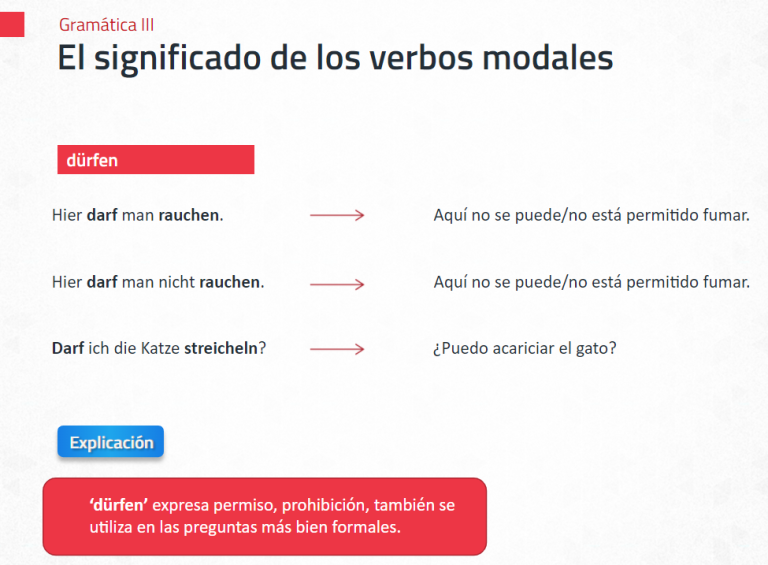 Gramática III
El significado de los verbos modales
dürfen
Hier darf man rauchen. → Aquí no se puede/no está permitido fumar.
Hier darf man nicht rauchen. → Aquí no se puede/no está permitido fumar.
Darf ich die Katze streicheln? → ¿Puedo acariciar el gato?
Explicación
‘dürfen’ expresa permiso, prohibición, también se
utiliza en las preguntas más bien formales.